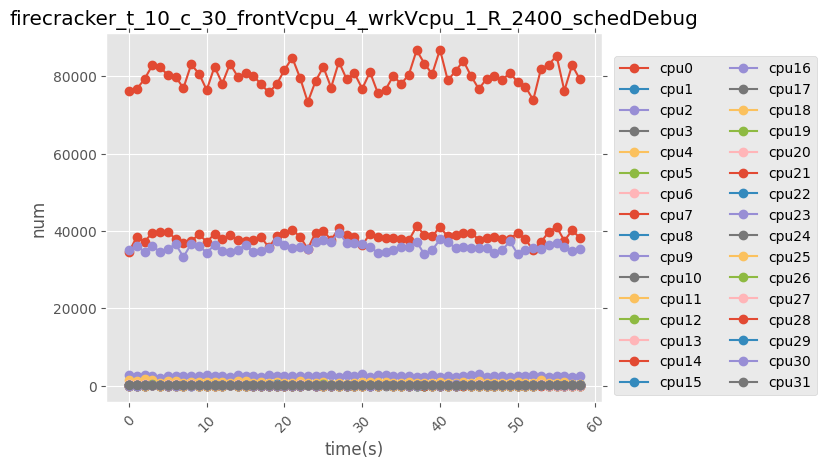 firecracker_t_10_c_30_frontVcpu_4_wrkVcpu_1_R_2400_schedDebug
80000
60000
40000
20000
0
num
0 10 20 30 40 50 60
time(s)
cpu0 cpu16
cpu1 cpu17
cpu2 cpu18
cpu3 cpu19
cpu4 cpu20
cpu5 cpu21
cpu6 cpu22
cpu7 cpu23
cpu8 cpu24
cpu9 cpu25
cpu10 cpu26
cpu11 cpu27
cpu12 cpu28
cpu13 cpu29
cpu14 cpu30
cpu15 cpu31